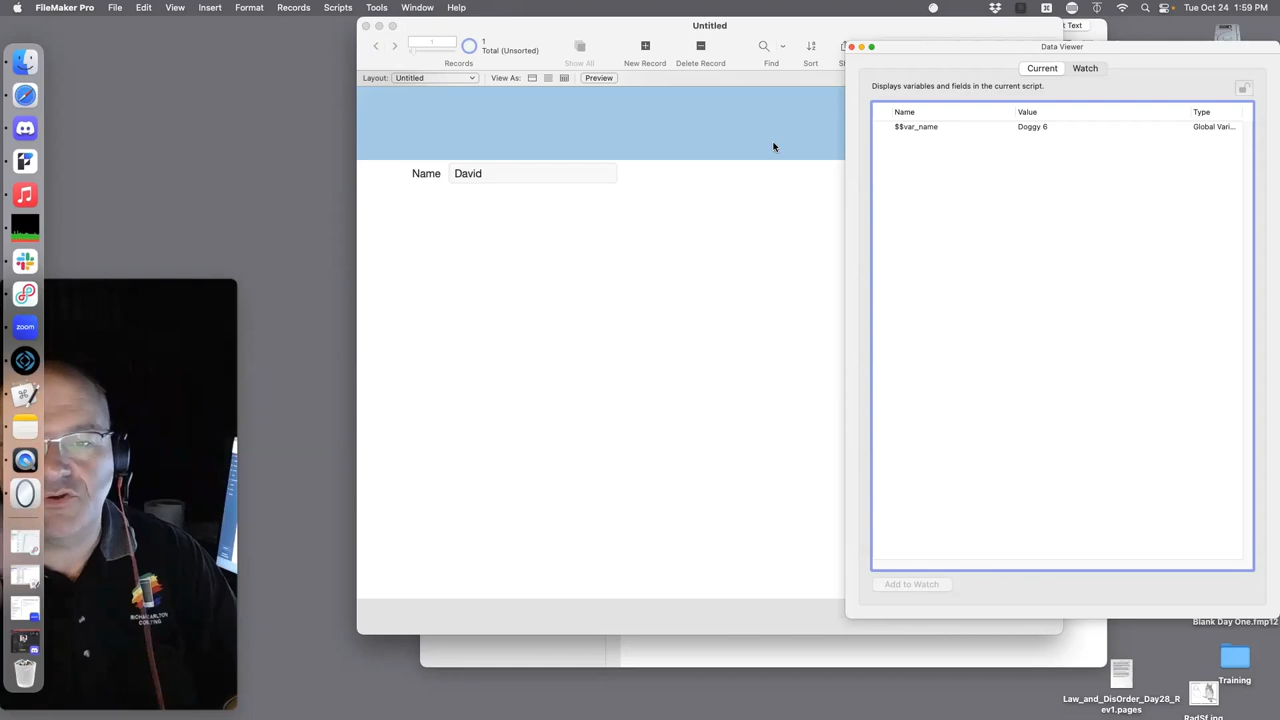 FileMaker Pro File Edit View Insert Format Records Scripts Tools Window Help
Tue Oct 24 1:59 PM
Untitled
1
1
Total (Unsorted)
Records
Show All
New Record
Delete Record
Find
Sort
Layout: Untitled View As: Preview
Name David
t Text
Data Viewer
Current Watch
Displays variables and fields in the current script.
Name Value Type
$$var_name Doggy 6 Global Vari...
Add to Watch
zoom
Blank Day One.fmp12
Training
Law_and_DisOrder_Day28_R
ev1.pages